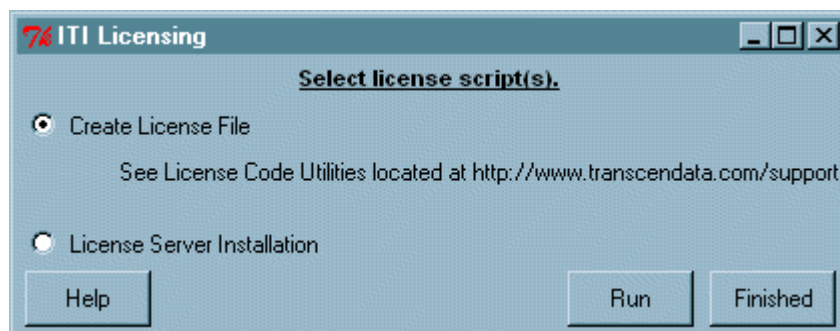 7k ITI Licensing
Select license script(s).
Create License File
See License Code Utilities located at http://www.transcendata.com/support
License Server Installation
Help
Run
Finished